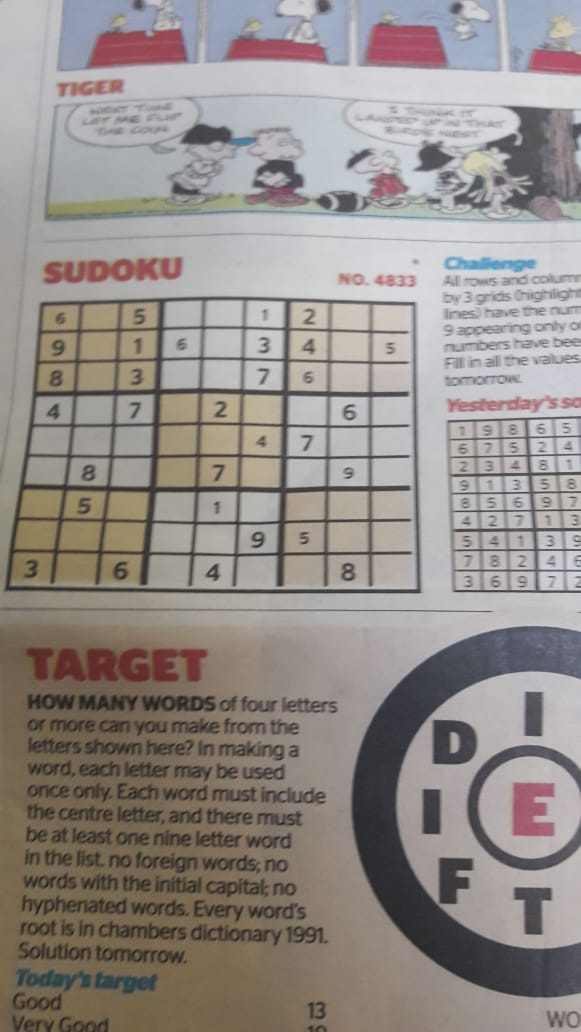 TIGER
NEXT TIME
LET ME FLIP
THE COIN
I THINK IT
LANDED UP IN THAT
BIRD'S NEST
SUDOKU
NO. 4833
6 5 1 2
9 1 6 3 4 5
8 3 7 6
4 7 2 6
4 7
8 7 9
5 1
9 5
3 6 4 8
Challenge
All rows and column
by 3 grids (highlight
lines) have the num
9 appearing only o
numbers have bee
Fill in all the values.
tomorrow.
Yesterday's so
1 9 8 6 5
6 7 5 2 4
2 3 4 8 1
9 1 3 5 8
8 5 6 9 7
4 2 7 1 3
5 4 1 3 9
7 8 2 4 6
3 6 9 7 2
TARGET
HOW MANY WORDS of four letters
or more can you make from the
letters shown here? In making a
word, each letter may be used
once only. Each word must include
the centre letter, and there must
be at least one nine letter word
in the list. no foreign words; no
words with the initial capital; no
hyphenated words. Every word's
root is in chambers dictionary 1991.
Solution tomorrow.
Today's target
Good 13
Very Good 19
I
D
I E
F
T
WO